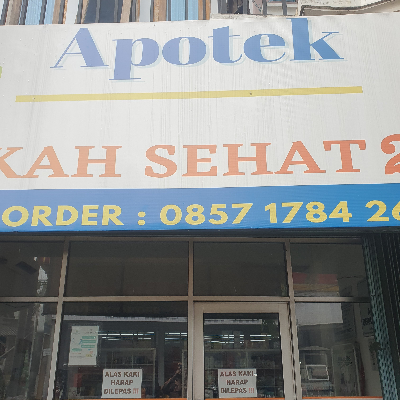 Apotek
KAH SEHAT 2
ORDER : 0857 1784 26
ALAS KAKI
HARAP
DILEPAS !!!
ALAS KAKI
HARAP
DILEPAS !!!